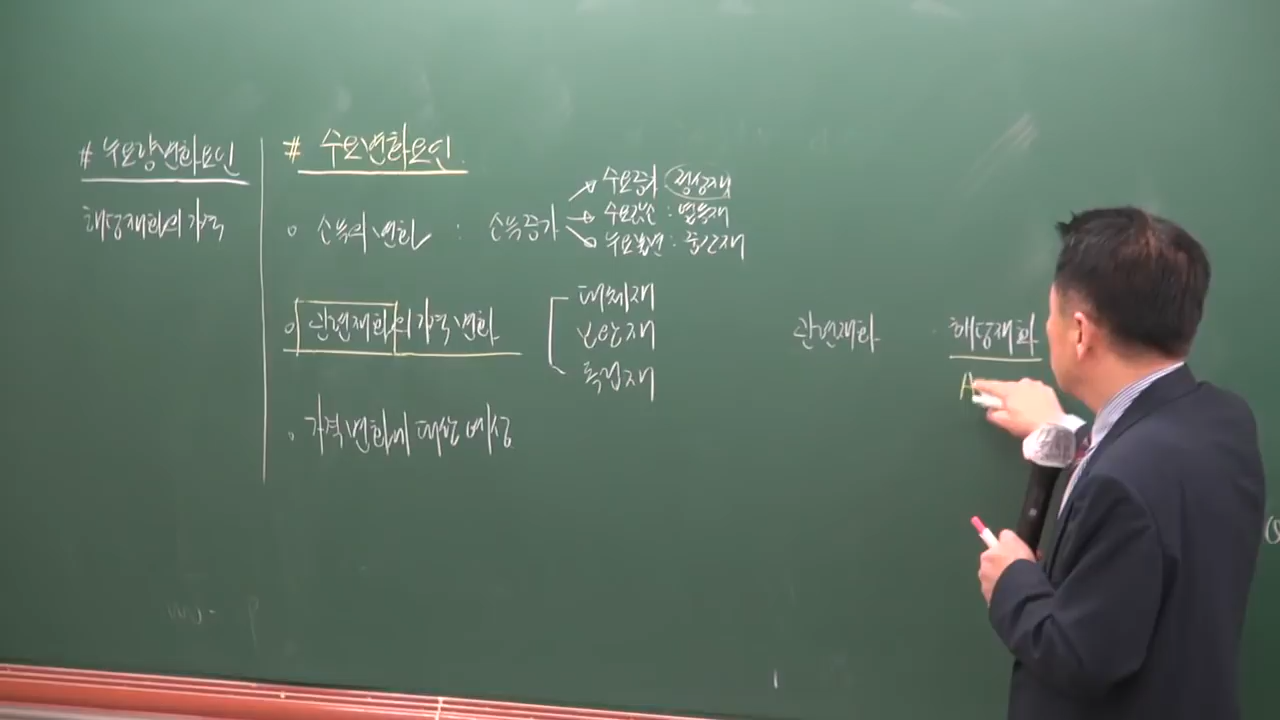 # 수요량변화요인
해당재화의 가격
# 수요변화요인
소득의 변화 : 소득증가
수요증가 정상재
수요감소 : 열등재
수요불변 : 중간재
관련재화의 가격 변화
대체재
보완재
독립재
가격변화에 대한 예상
관련재화
해당재화
A